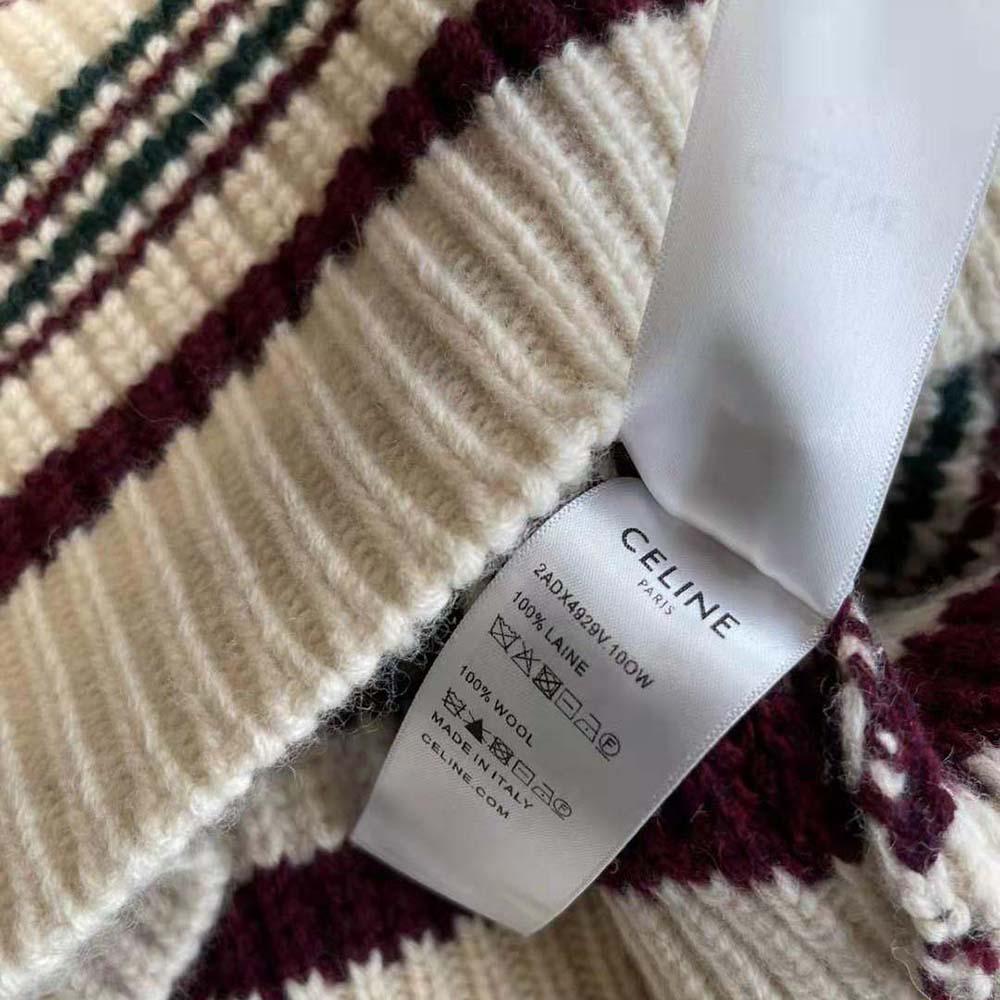 CELINE
PARIS
2ADX4929V.10OW
100% LAINE
100% WOOL
MADE IN ITALY
CELINE.COM